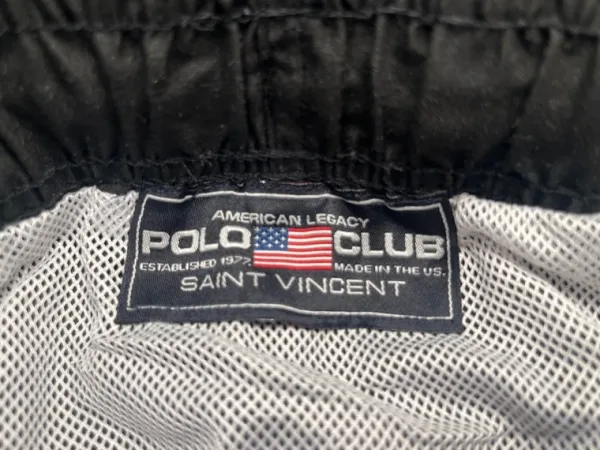 AMERICAN LEGACY
POLO CLUB
ESTABLISHED 1977. MADE IN THE US.
SAINT VINCENT